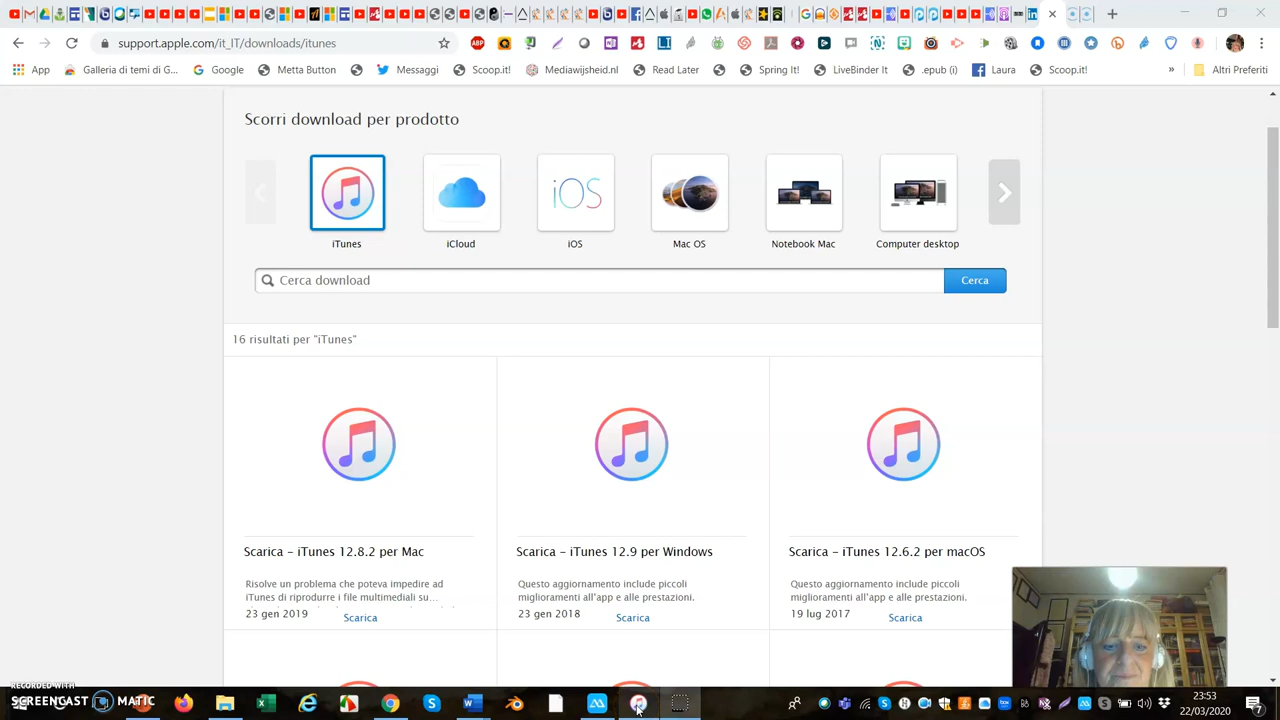 support.apple.com/it_IT/downloads/itunes
App
Galleria di temi di G...
Google
Metta Button
Messaggi
Scoop.it!
Mediawijsheid.nl
Read Later
Spring It!
LiveBinder It
.epub (i)
Laura
Scoop.it!
»
Altri Preferiti
Scorri download per prodotto
iOS
iTunes
iCloud
iOS
Mac OS
Notebook Mac
Computer desktop
Cerca download
Cerca
16 risultati per "iTunes"
Scarica - iTunes 12.8.2 per Mac
Risolve un problema che poteva impedire ad
iTunes di riprodurre i file multimediali su...
23 gen 2019
Scarica
Scarica - iTunes 12.9 per Windows
Questo aggiornamento include piccoli
miglioramenti all'app e alle prestazioni.
23 gen 2018
Scarica
Scarica - iTunes 12.6.2 per macOS
Questo aggiornamento include piccoli
miglioramenti all'app e alle prestazioni.
19 lug 2017
Scarica
RECORDED WITH
SCREENCAST MATIC
23:53
22/03/2020